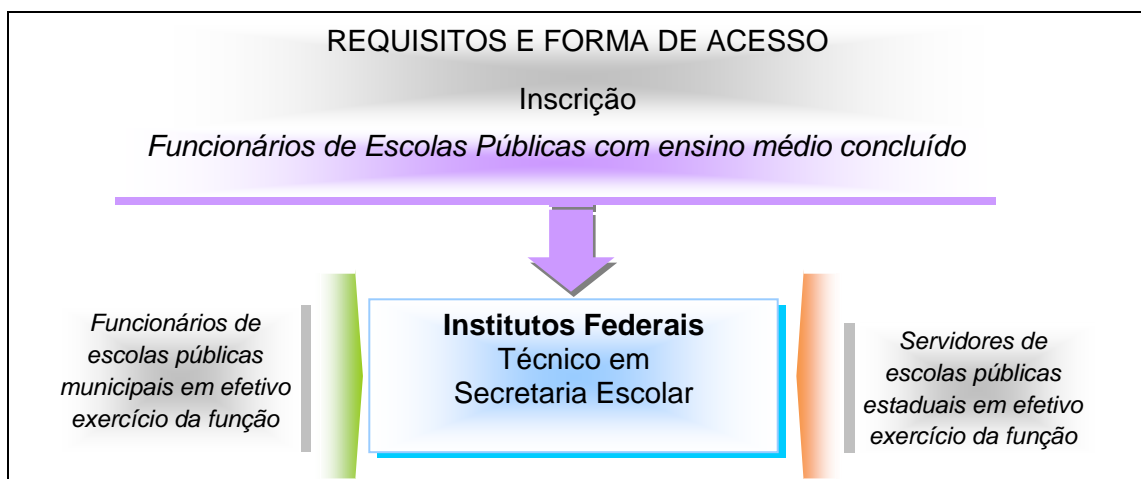 REQUISITOS E FORMA DE ACESSO
Inscrição
Funcionários de Escolas Públicas com ensino médio concluído
Funcionários de
escolas públicas
municipais em efetivo
exercício da função
Institutos Federais
Técnico em
Secretaria Escolar
Servidores de
escolas públicas
estaduais em efetivo
exercício da função